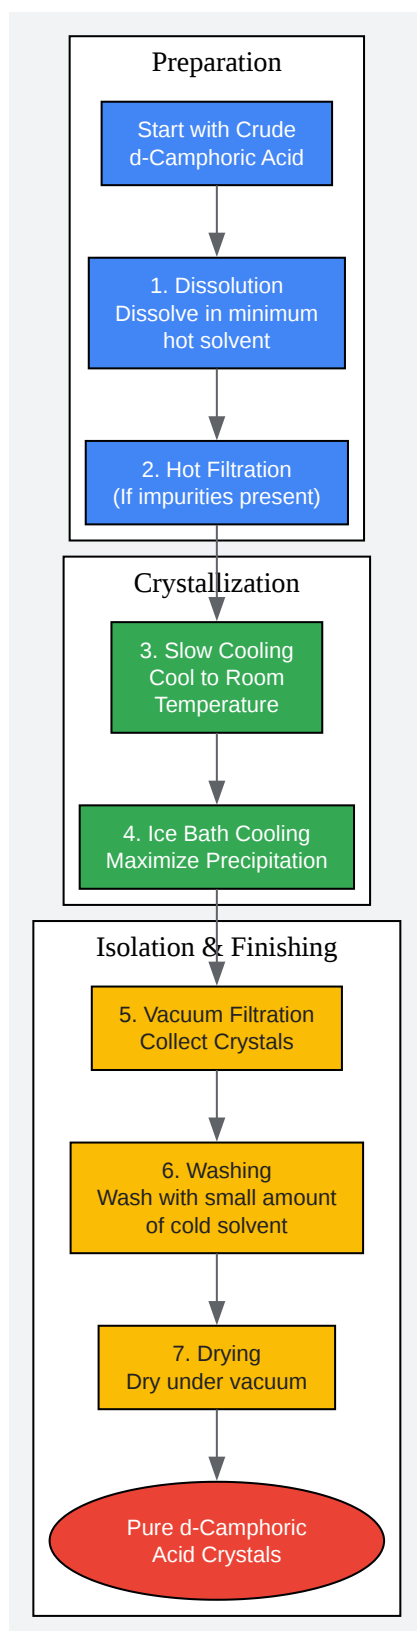 Preparation
Start with Crude
d-Camphoric Acid
1. Dissolution
Dissolve in minimum
hot solvent
2. Hot Filtration
(If impurities present)
Crystallization
3. Slow Cooling
Cool to Room
Temperature
4. Ice Bath Cooling
Maximize Precipitation
Isolation & Finishing
5. Vacuum Filtration
Collect Crystals
6. Washing
Wash with small amount
of cold solvent
7. Drying
Dry under vacuum
Pure d-Camphoric
Acid Crystals